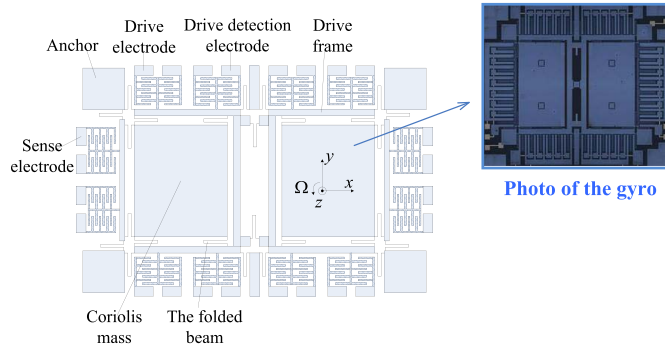 Drive
electrode
Drive detection
electrode
Drive
frame
Anchor
Sense
electrode
y
Ω
x
z
Photo of the gyro
Coriolis
mass
The folded
beam